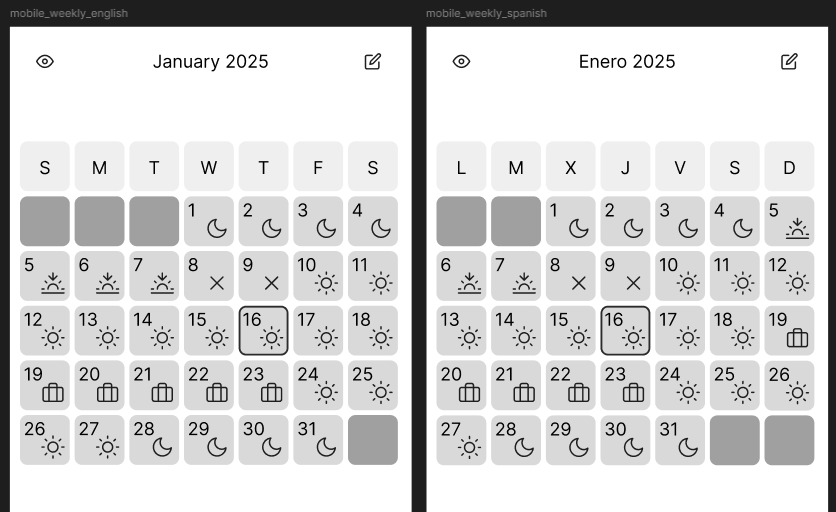 mobile_weekly_english
January 2025
S M T W T F S
1 2 3 4
5 6 7 8 9 10 11
12 13 14 15 16 17 18
19 20 21 22 23 24 25
26 27 28 29 30 31
mobile_weekly_spanish
Enero 2025
L M X J V S D
1 2 3 4 5
6 7 8 9 10 11 12
13 14 15 16 17 18 19
20 21 22 23 24 25 26
27 28 29 30 31